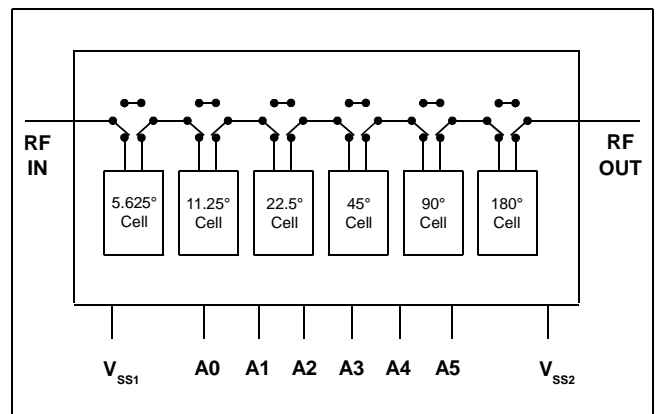 RF
IN
RF
OUT
5.625°
Cell
11.25°
Cell
22.5°
Cell
45°
Cell
90°
Cell
180°
Cell
VSS1 A0 A1 A2 A3 A4 A5 VSS2